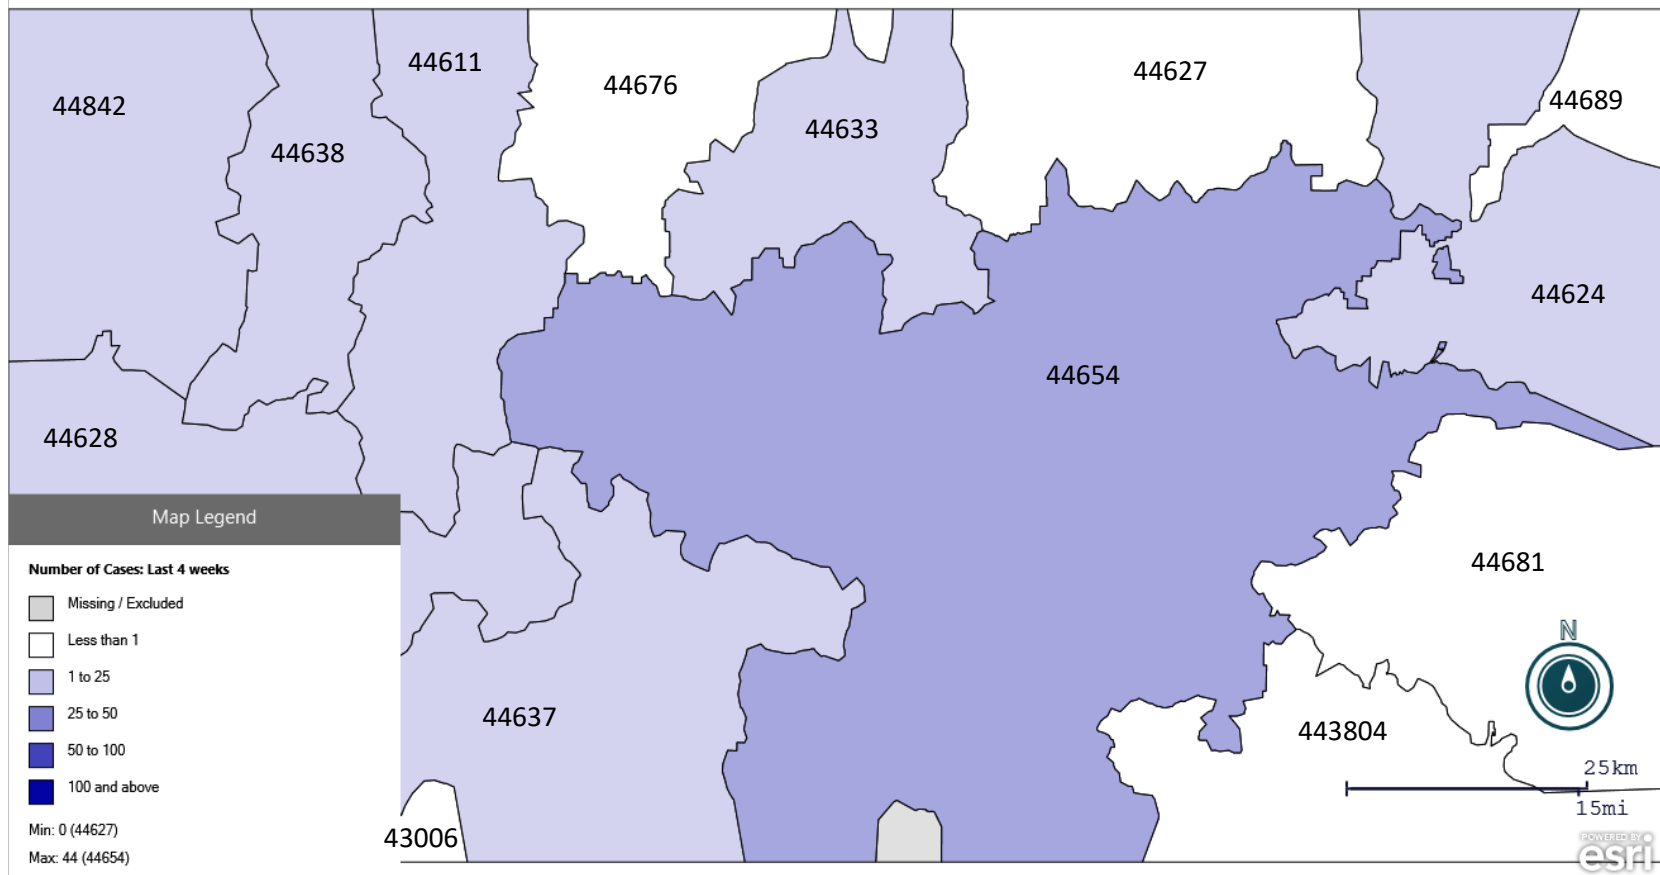 44611
44627
44676
44689
44842
44633
44638
44624
44654
44628
Map Legend
Number of Cases: Last 4 weeks
Missing / Excluded
Less than 1
1 to 25
25 to 50
50 to 100
100 and above
Min: 0 (44627)
Max: 44 (44654)
44681
N
44637
443804
25km
15mi
43006
POWERED BY
esri